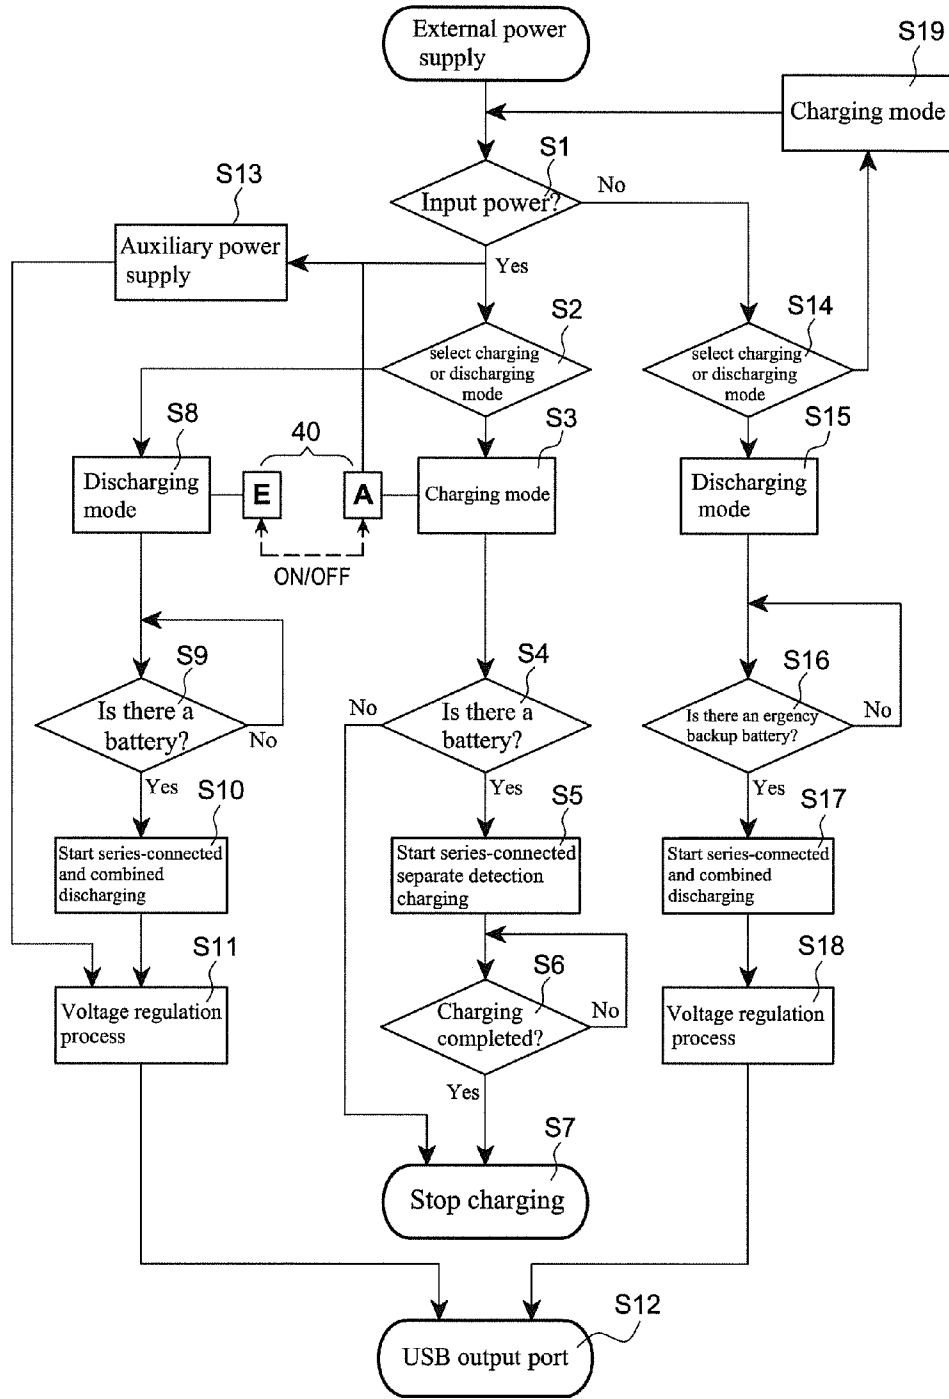 External power
supply
S19
Charging mode
S1
Input power?
No
Yes
S13
Auxiliary power
supply
S2
select charging
or discharging
mode
S14
select charging
or discharging
mode
S8
Discharging
mode
40
E
A
ON/OFF
S3
Charging mode
S15
Discharging
mode
S9
Is there a
battery?
No
Yes
S4
Is there a
battery?
No
Yes
S16
Is there an ergency
backup battery?
No
Yes
S10
Start series-connected
and combined
discharging
S5
Start series-connected
separate detection
charging
S17
Start series-connected
and combined
discharging
S11
Voltage regulation
process
S6
Charging
completed?
No
Yes
S18
Voltage regulation
process
S7
Stop charging
S12
USB output port